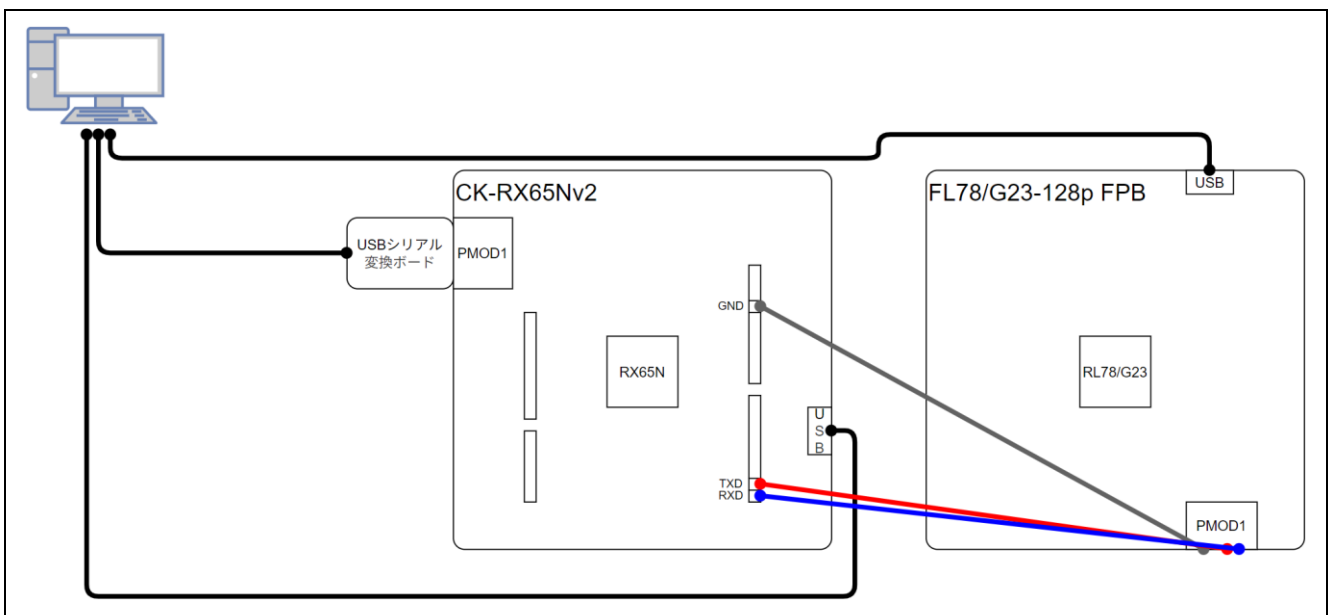 CK-RX65Nv2
FL78/G23-128p FPB
USB
USBシリアル
変換ボード
PMOD1
GND
RX65N
RL78/G23
U
S
B
TXD
RXD
PMOD1